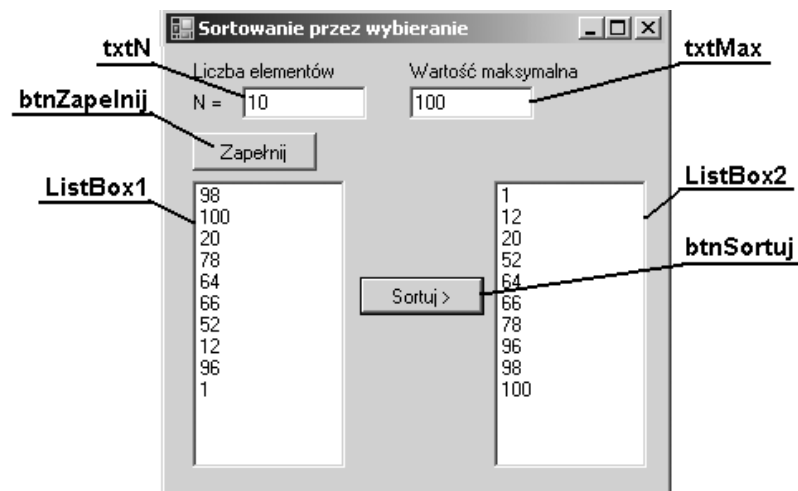 Sortowanie przez wybieranie
txtN
txtMax
Liczba elementów
Wartość maksymalna
N =
10
100
btnZapelnij
Zapełnij
ListBox1
ListBox2
98
100
20
78
64
66
52
12
96
1
btnSortuj
Sortuj >
1
12
20
52
64
66
78
96
98
100